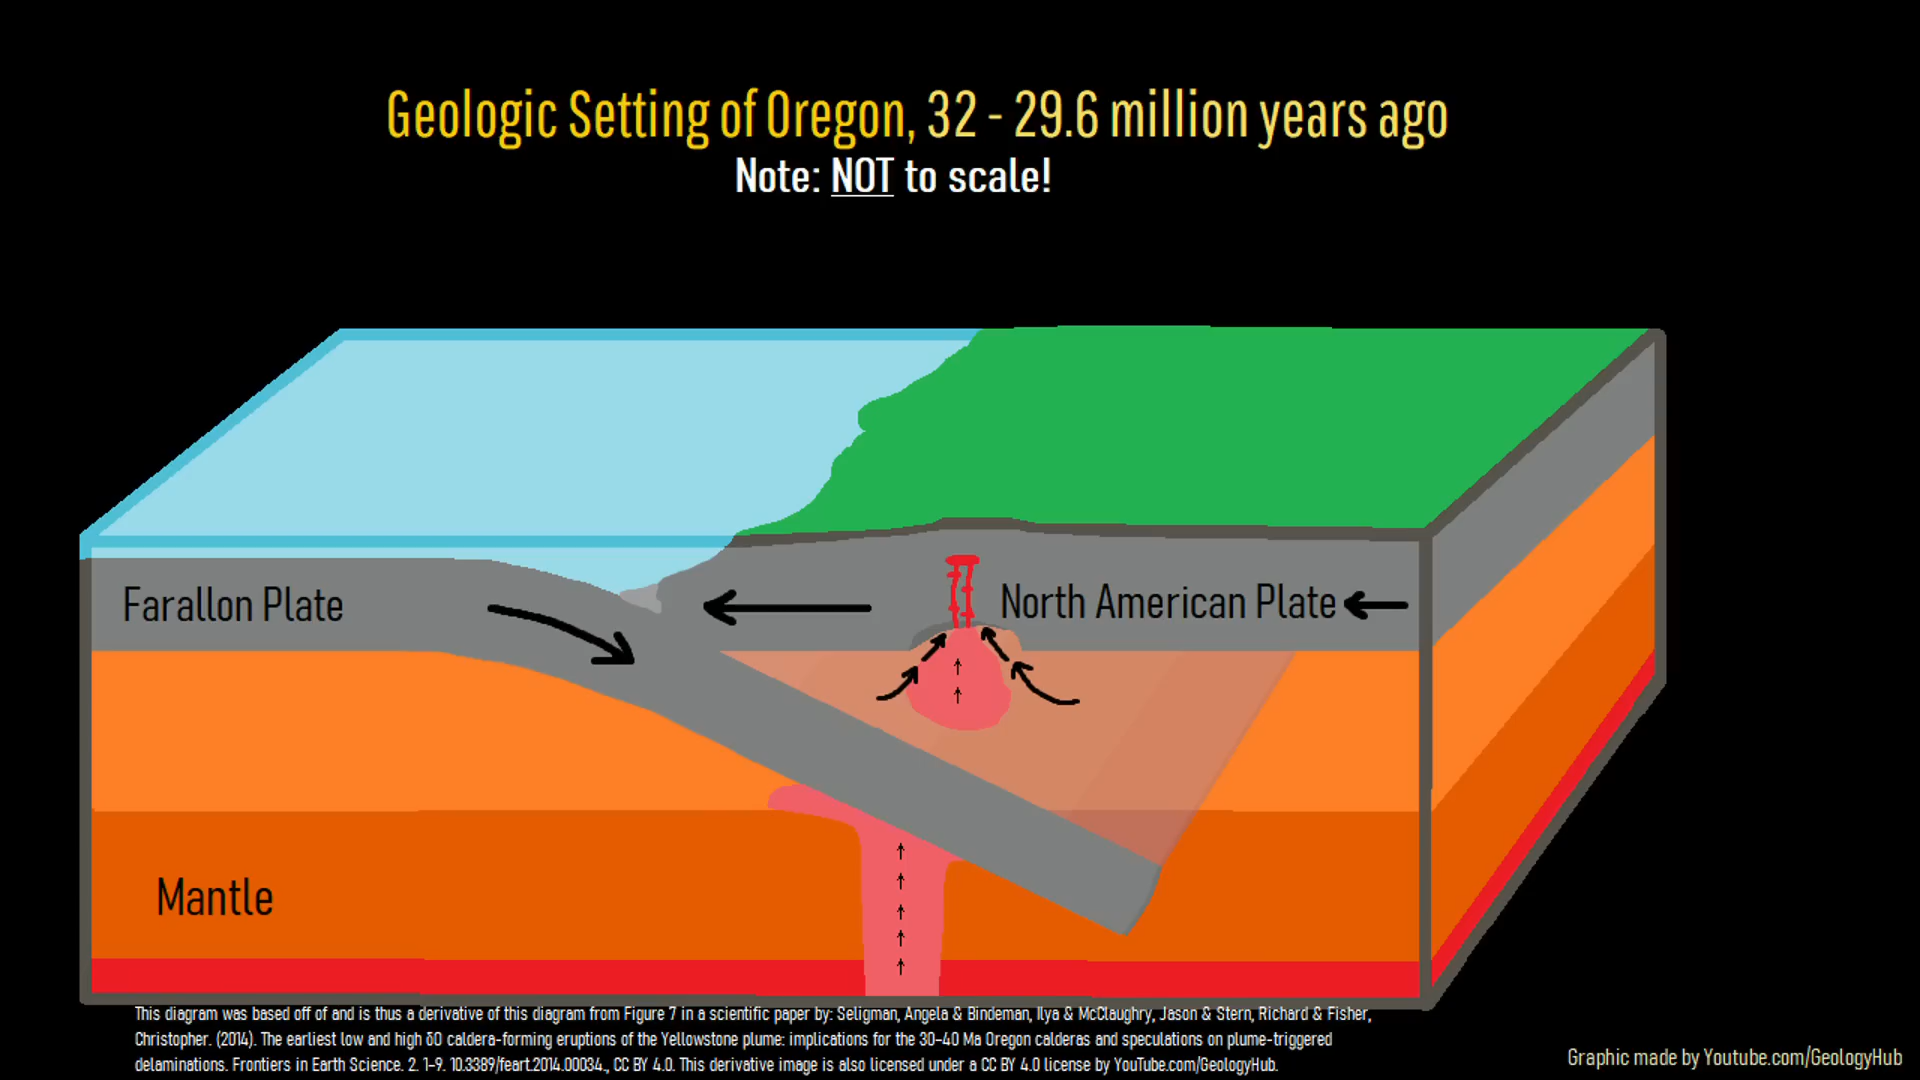 Geologic Setting of Oregon, 32 - 29.6 million years ago
Note: NOT to scale!
Farallon Plate
North American Plate
Mantle
This diagram was based off of and is thus a derivative of this diagram from Figure 7 in a scientific paper by: Seligman, Angela & Bindeman, Ilya & McClaughry, Jason & Stern, Richard & Fisher,
Christopher. (2014). The earliest low and high δ0 caldera-forming eruptions of the Yellowstone plume: implications for the 30-40 Ma Oregon calderas and speculations on plume-triggered
delaminations. Frontiers in Earth Science. 2. 1-9. 10.3389/feart.2014.00034., CC BY 4.0. This derivative image is also licensed under a CC BY 4.0 license by YouTube.com/GeologyHub.
Graphic made by Youtube.com/GeologyHub